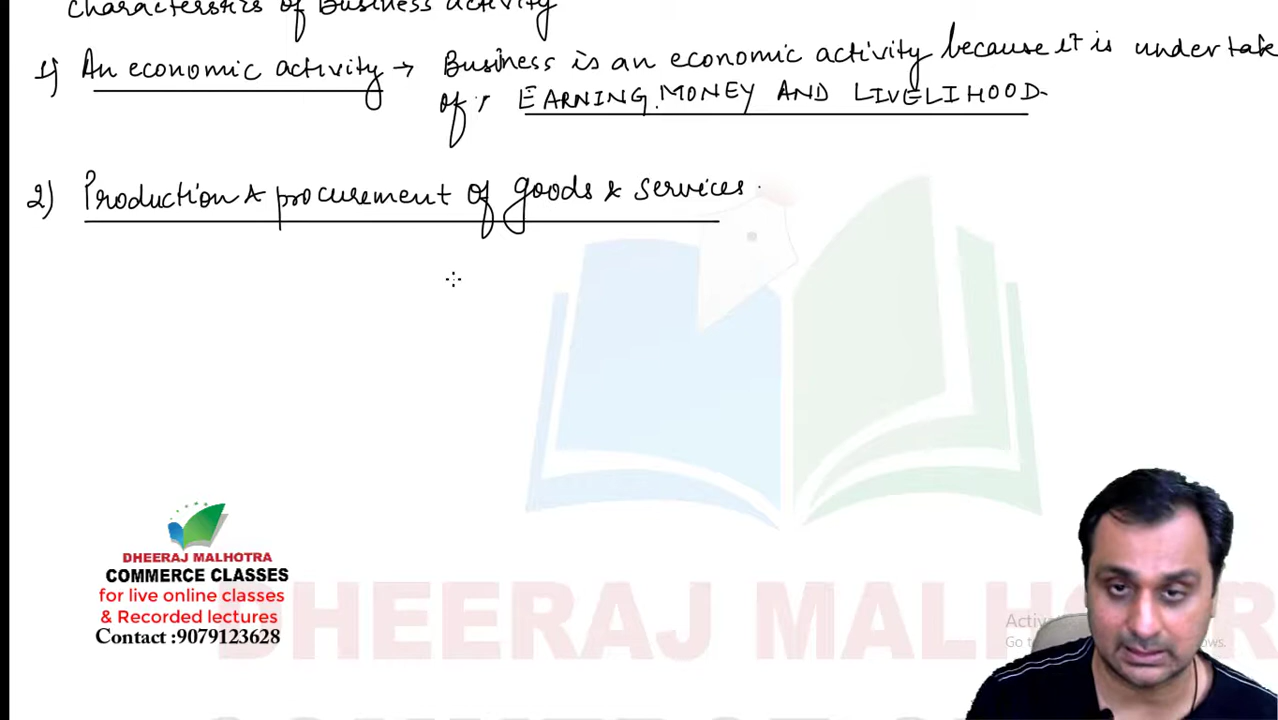 characteristics of Business activity
1) An economic activity → Business is an economic activity because it is undertake
of : EARNING MONEY AND LIVELIHOOD.
2) Production & procurement of goods & services.
DHEERAJ MALHOTRA
COMMERCE CLASSES
for live online classes
& Recorded lectures
Contact :9079123628
DHEERAJ MALHOTR